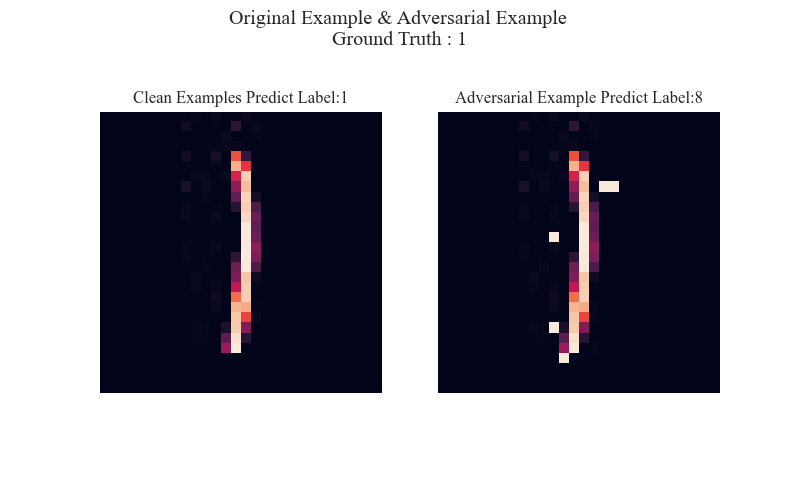 Original Example & Adversarial Example
Ground Truth : 1
Clean Examples Predict Label:1
Adversarial Example Predict Label:8